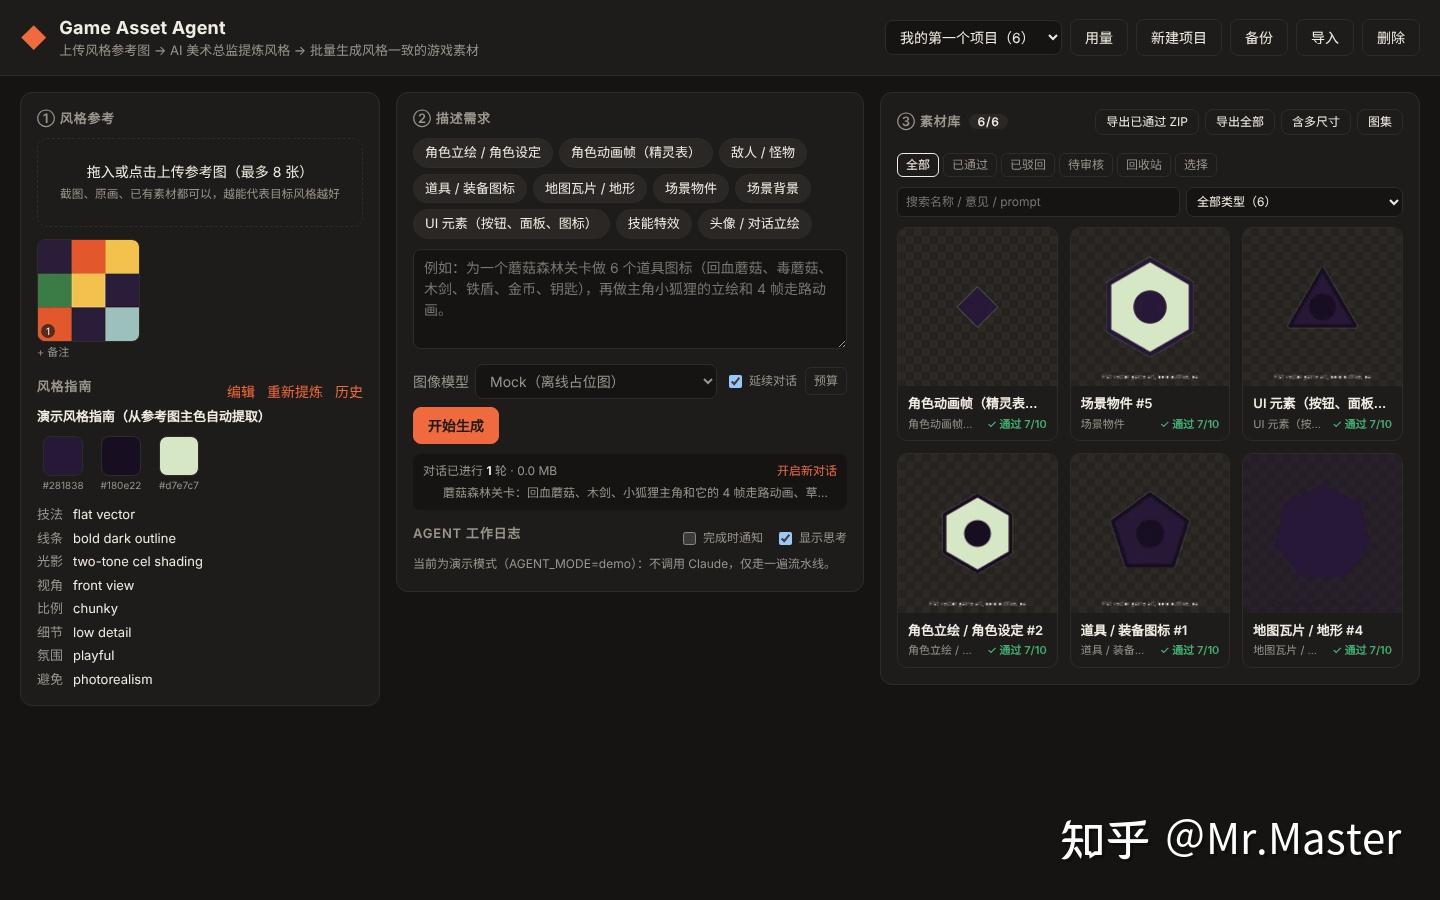 Game Asset Agent
上传风格参考图 → AI 美术总监提炼风格 → 批量生成风格一致的游戏素材
我的第一个项目（6）
用量
新建项目
备份
导入
删除
① 风格参考
拖入或点击上传参考图（最多 8 张）
截图、原画、已有素材都可以，越能代表目标风格越好
1
+ 备注
风格指南
编辑 重新提炼 历史
演示风格指南（从参考图主色自动提取）
#281838 #180e22 #d7e7c7
技法 flat vector
线条 bold dark outline
光影 two-tone cel shading
视角 front view
比例 chunky
细节 low detail
氛围 playful
避免 photorealism
② 描述需求
角色立绘 / 角色设定 角色动画帧（精灵表） 敌人 / 怪物
道具 / 装备图标 地图瓦片 / 地形 场景物件 场景背景
UI 元素（按钮、面板、图标） 技能特效 头像 / 对话立绘
例如：为一个蘑菇森林关卡做 6 个道具图标（回血蘑菇、毒蘑菇、
木剑、铁盾、金币、钥匙），再做主角小狐狸的立绘和 4 帧走路动
画。
图像模型 Mock（离线占位图） 延续对话 预算
开始生成
对话已进行 1 轮 · 0.0 MB 开启新对话
蘑菇森林关卡：回血蘑菇、木剑、小狐狸主角和它的 4 帧走路动画、草...
AGENT 工作日志 完成时通知 显示思考
当前为演示模式（AGENT_MODE=demo）：不调用 Claude，仅走一遍流水线。
③ 素材库 6/6 导出已通过 ZIP 导出全部 含多尺寸 图集
全部 已通过 已驳回 待审核 回收站 选择
搜索名称 / 意见 / prompt 全部类型（6）
角色动画帧（精灵表... 场景物件 #5 UI 元素（按钮、面板...
角色动画帧... ✓ 通过 7/10 场景物件 ✓ 通过 7/10 UI 元素（按... ✓ 通过 7/10
角色立绘 / 角色设定 #2 道具 / 装备图标 #1 地图瓦片 / 地形 #4
角色立绘 / ... ✓ 通过 7/10 道具 / 装备... ✓ 通过 7/10 地图瓦片 / ... ✓ 通过 7/10
知乎 @Mr.Master